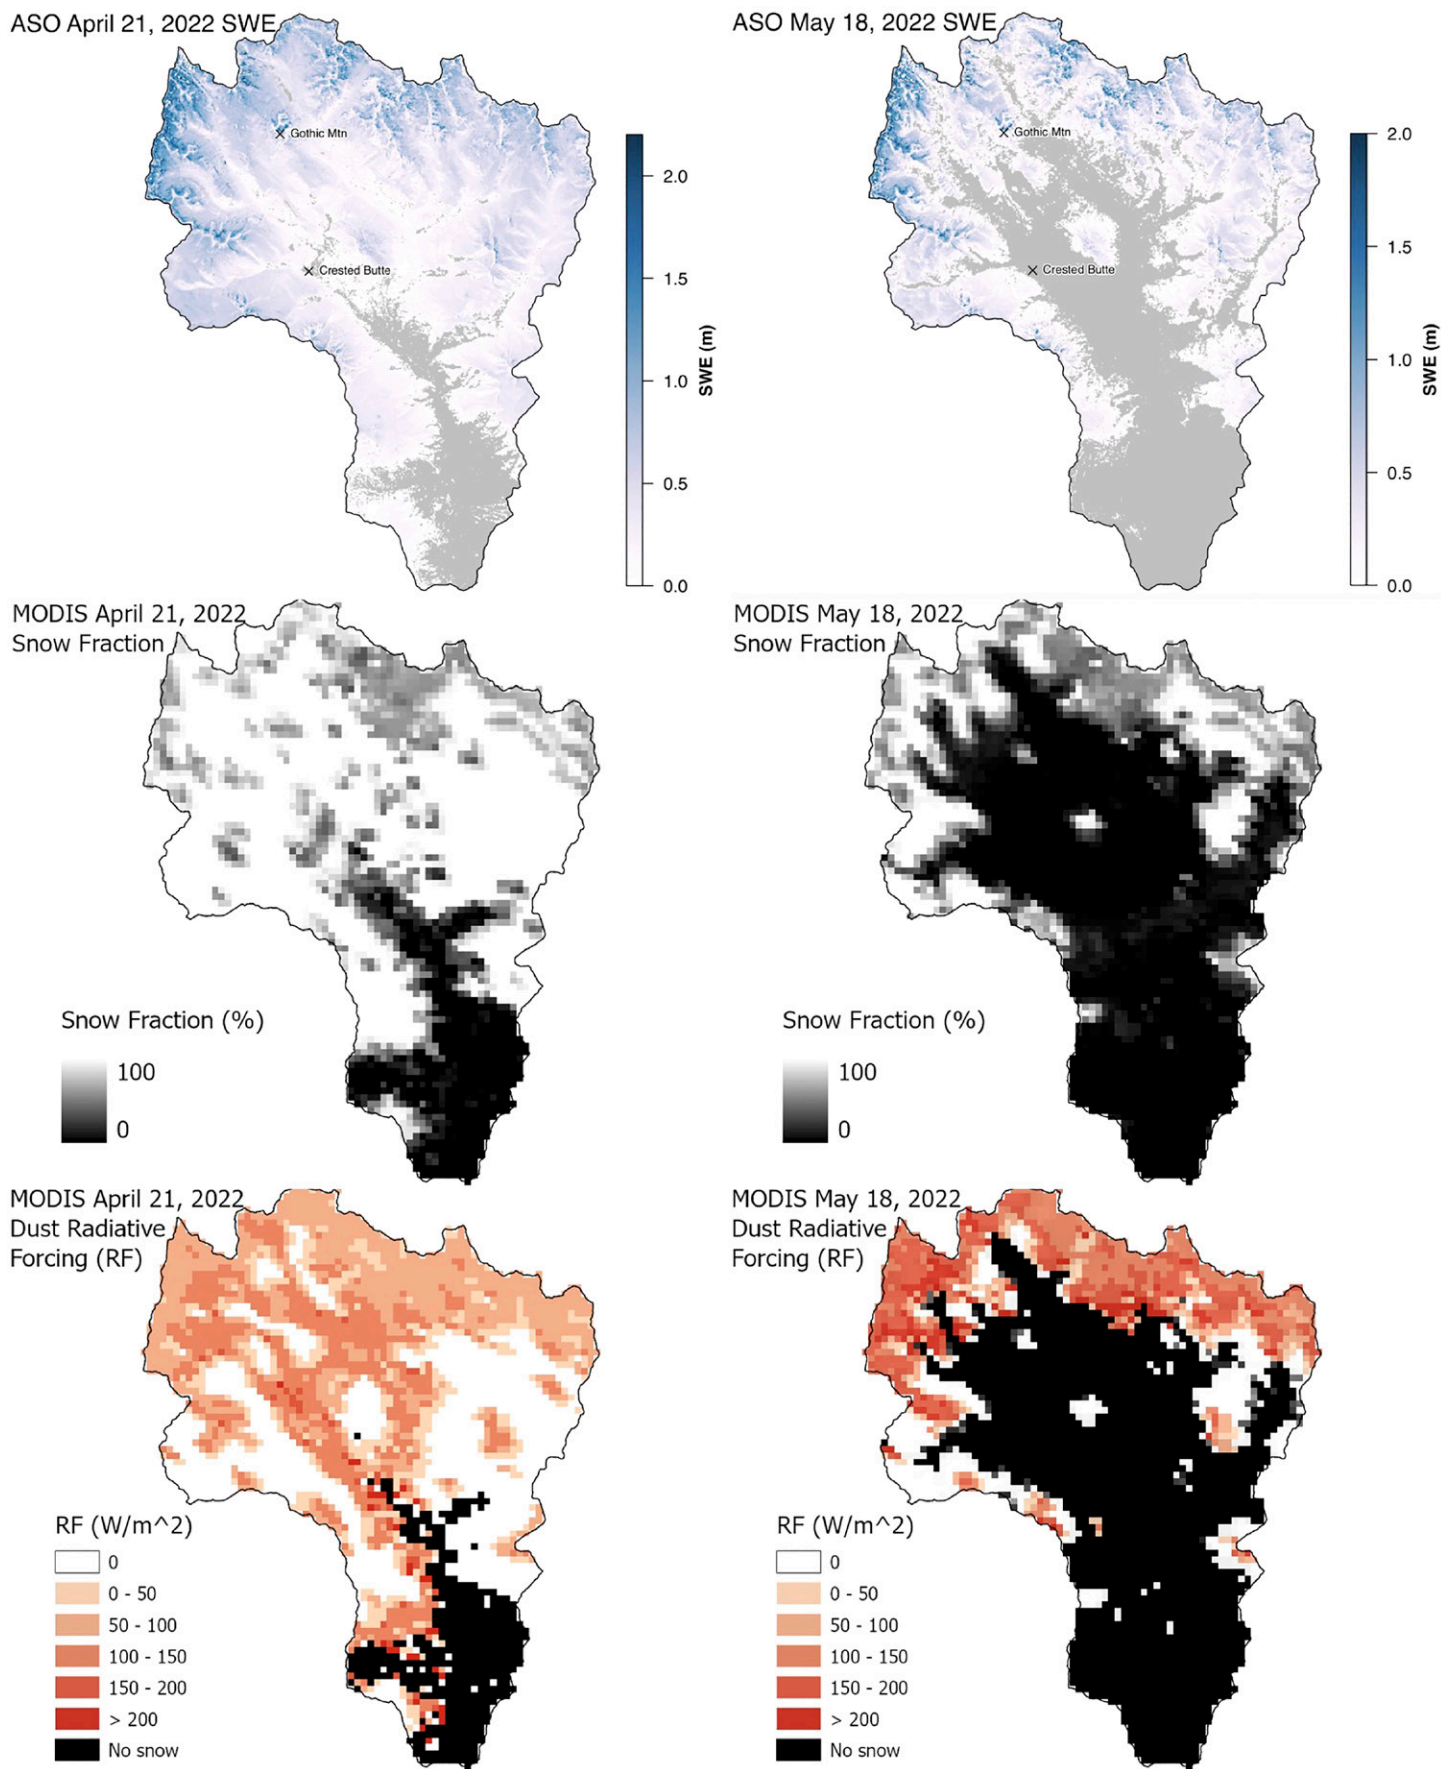 ASO April 21, 2022 SWE
Gothic Mtn
Crested Butte
2.0
1.5
1.0
0.5
0.0
SWE (m)
ASO May 18, 2022 SWE
Gothic Mtn
Crested Butte
2.0
1.5
1.0
0.5
0.0
SWE (m)
MODIS April 21, 2022
Snow Fraction
Snow Fraction (%)
100
0
MODIS May 18, 2022
Snow Fraction
Snow Fraction (%)
100
0
MODIS April 21, 2022
Dust Radiative
Forcing (RF)
RF (W/m^2)
0
0 - 50
50 - 100
100 - 150
150 - 200
> 200
No snow
MODIS May 18, 2022
Dust Radiative
Forcing (RF)
RF (W/m^2)
0
0 - 50
50 - 100
100 - 150
150 - 200
> 200
No snow